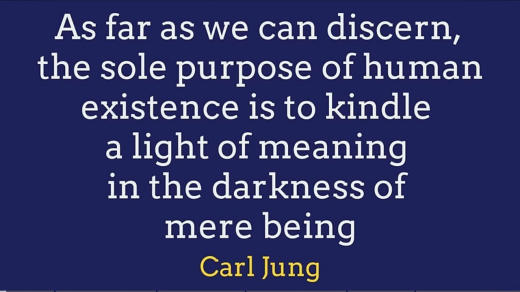 As far as we can discern,
the sole purpose of human
existence is to kindle
a light of meaning
in the darkness of
mere being
Carl Jung